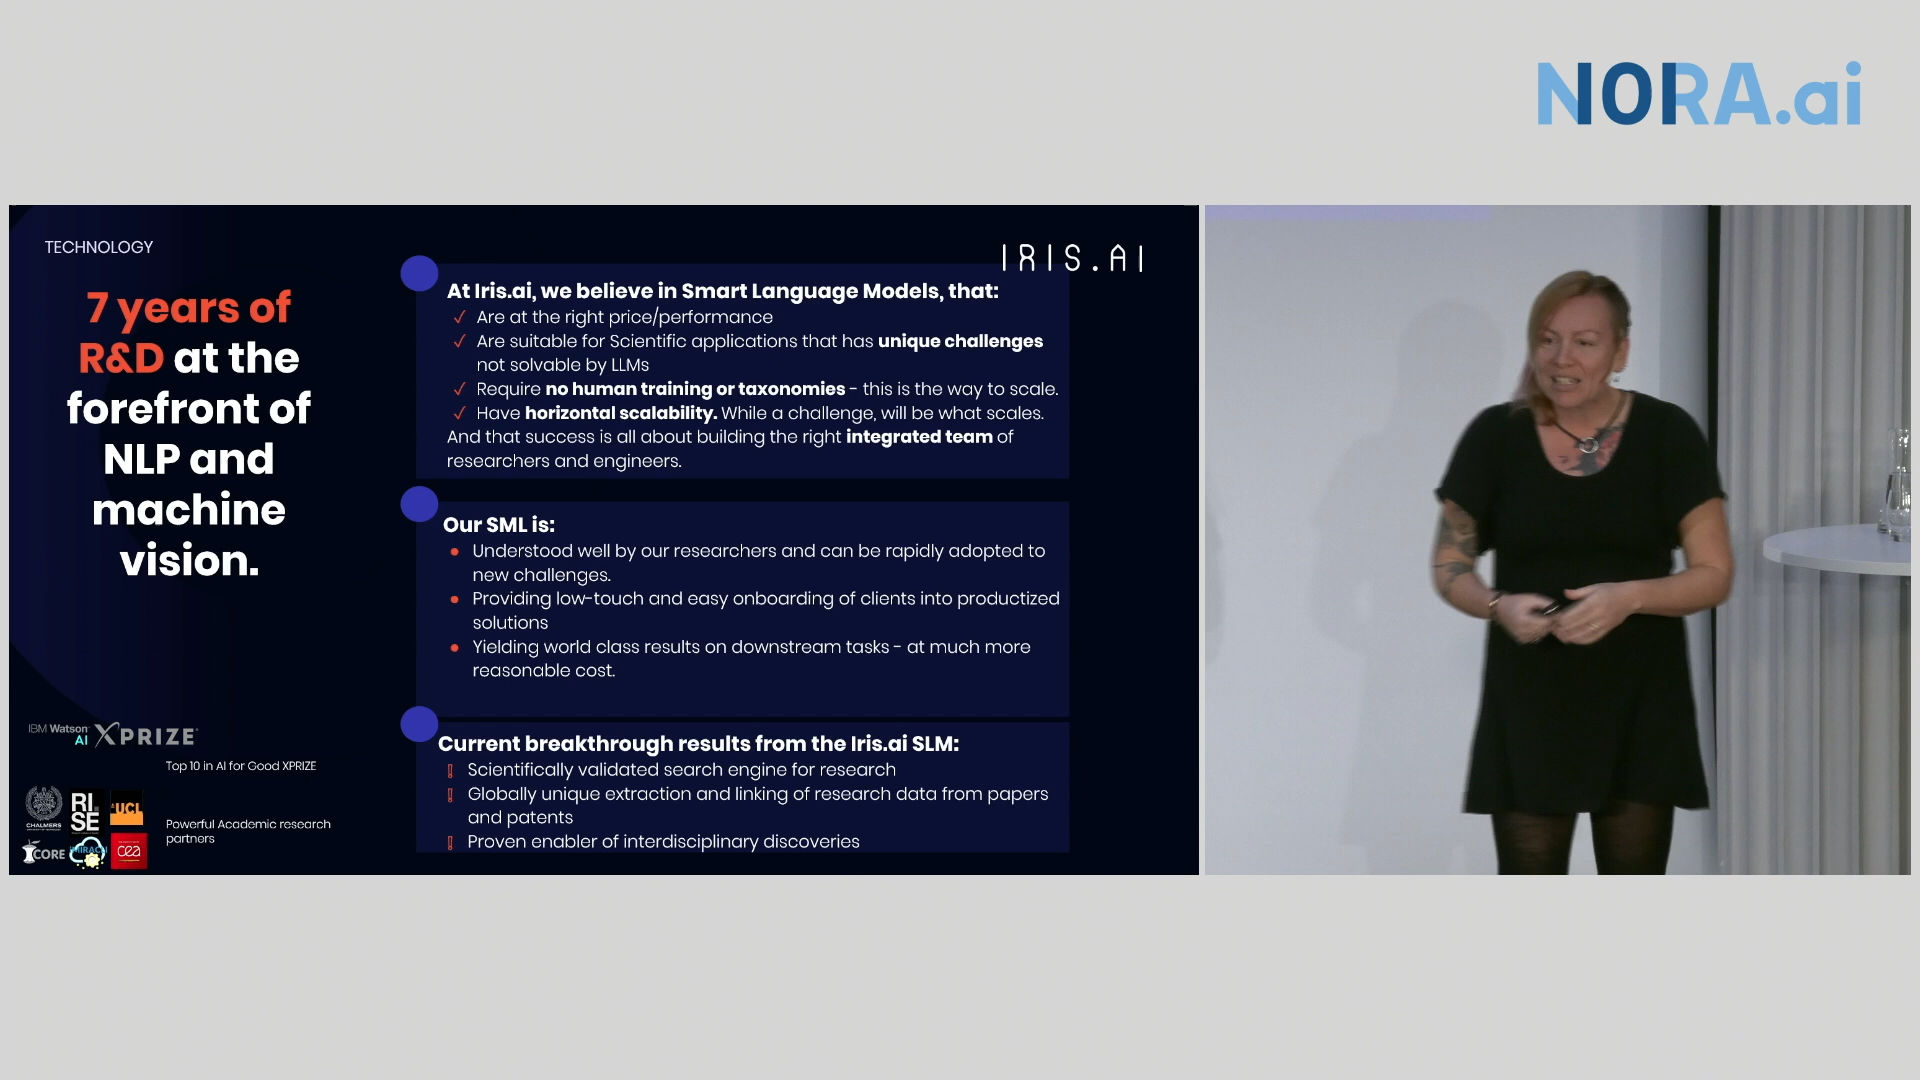 NORA.ai
TECHNOLOGY
7 years of
R&D at the
forefront of
NLP and
machine
vision.
IRIS.AI
At Iris.ai, we believe in Smart Language Models, that:
✓ Are at the right price/performance
✓ Are suitable for Scientific applications that has unique challenges
not solvable by LLMs
✓ Require no human training or taxonomies - this is the way to scale.
✓ Have horizontal scalability. While a challenge, will be what scales.
And that success is all about building the right integrated team of
researchers and engineers.
Our SML is:
● Understood well by our researchers and can be rapidly adopted to
new challenges.
● Providing low-touch and easy onboarding of clients into productized
solutions
● Yielding world class results on downstream tasks - at much more
reasonable cost.
Current breakthrough results from the Iris.ai SLM:
Scientifically validated search engine for research
Globally unique extraction and linking of research data from papers
and patents
Proven enabler of interdisciplinary discoveries
IBM Watson
AI
XPRIZE
Top 10 in AI for Good XPRIZE
CHALMERS
RI.
SE
UCL
CORE
cea
Powerful Academic research
partners